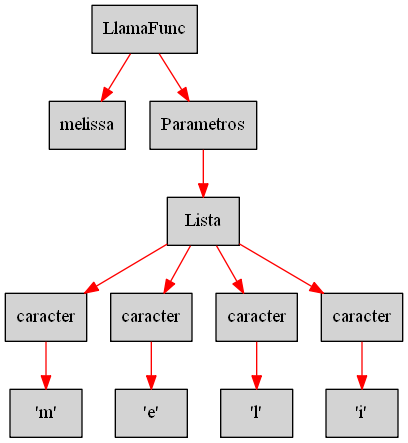 LlamaFunc
melissa Parametros
Lista
caracter caracter caracter caracter
'm' 'e' 'l' 'i'